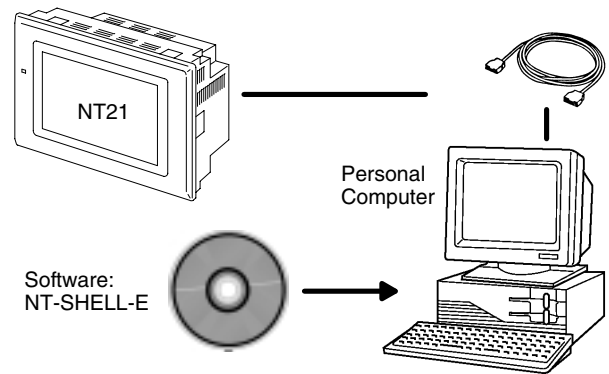 NT21
Personal
Computer
Software:
NT-SHELL-E